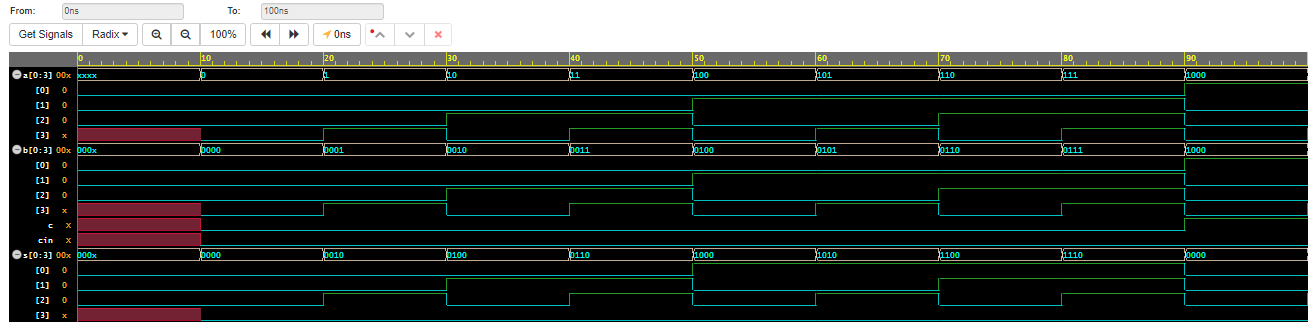 From: 0ns To: 100ns
Get Signals Radix 100% 0ns
0 10 20 30 40 50 60 70 80 90
a[0:3] 00x xxxx 0 1 10 11 100 101 110 111 1000
[0] 0
[1] 0
[2] 0
[3] x
b[0:3] 00x 000x 0000 0001 0010 0011 0100 0101 0110 0111 1000
[0] 0
[1] 0
[2] 0
[3] x
c x
cin x
s[0:3] 00x 000x 0000 0010 0100 0110 1000 1010 1100 1110 0000
[0] 0
[1] 0
[2] 0
[3] x